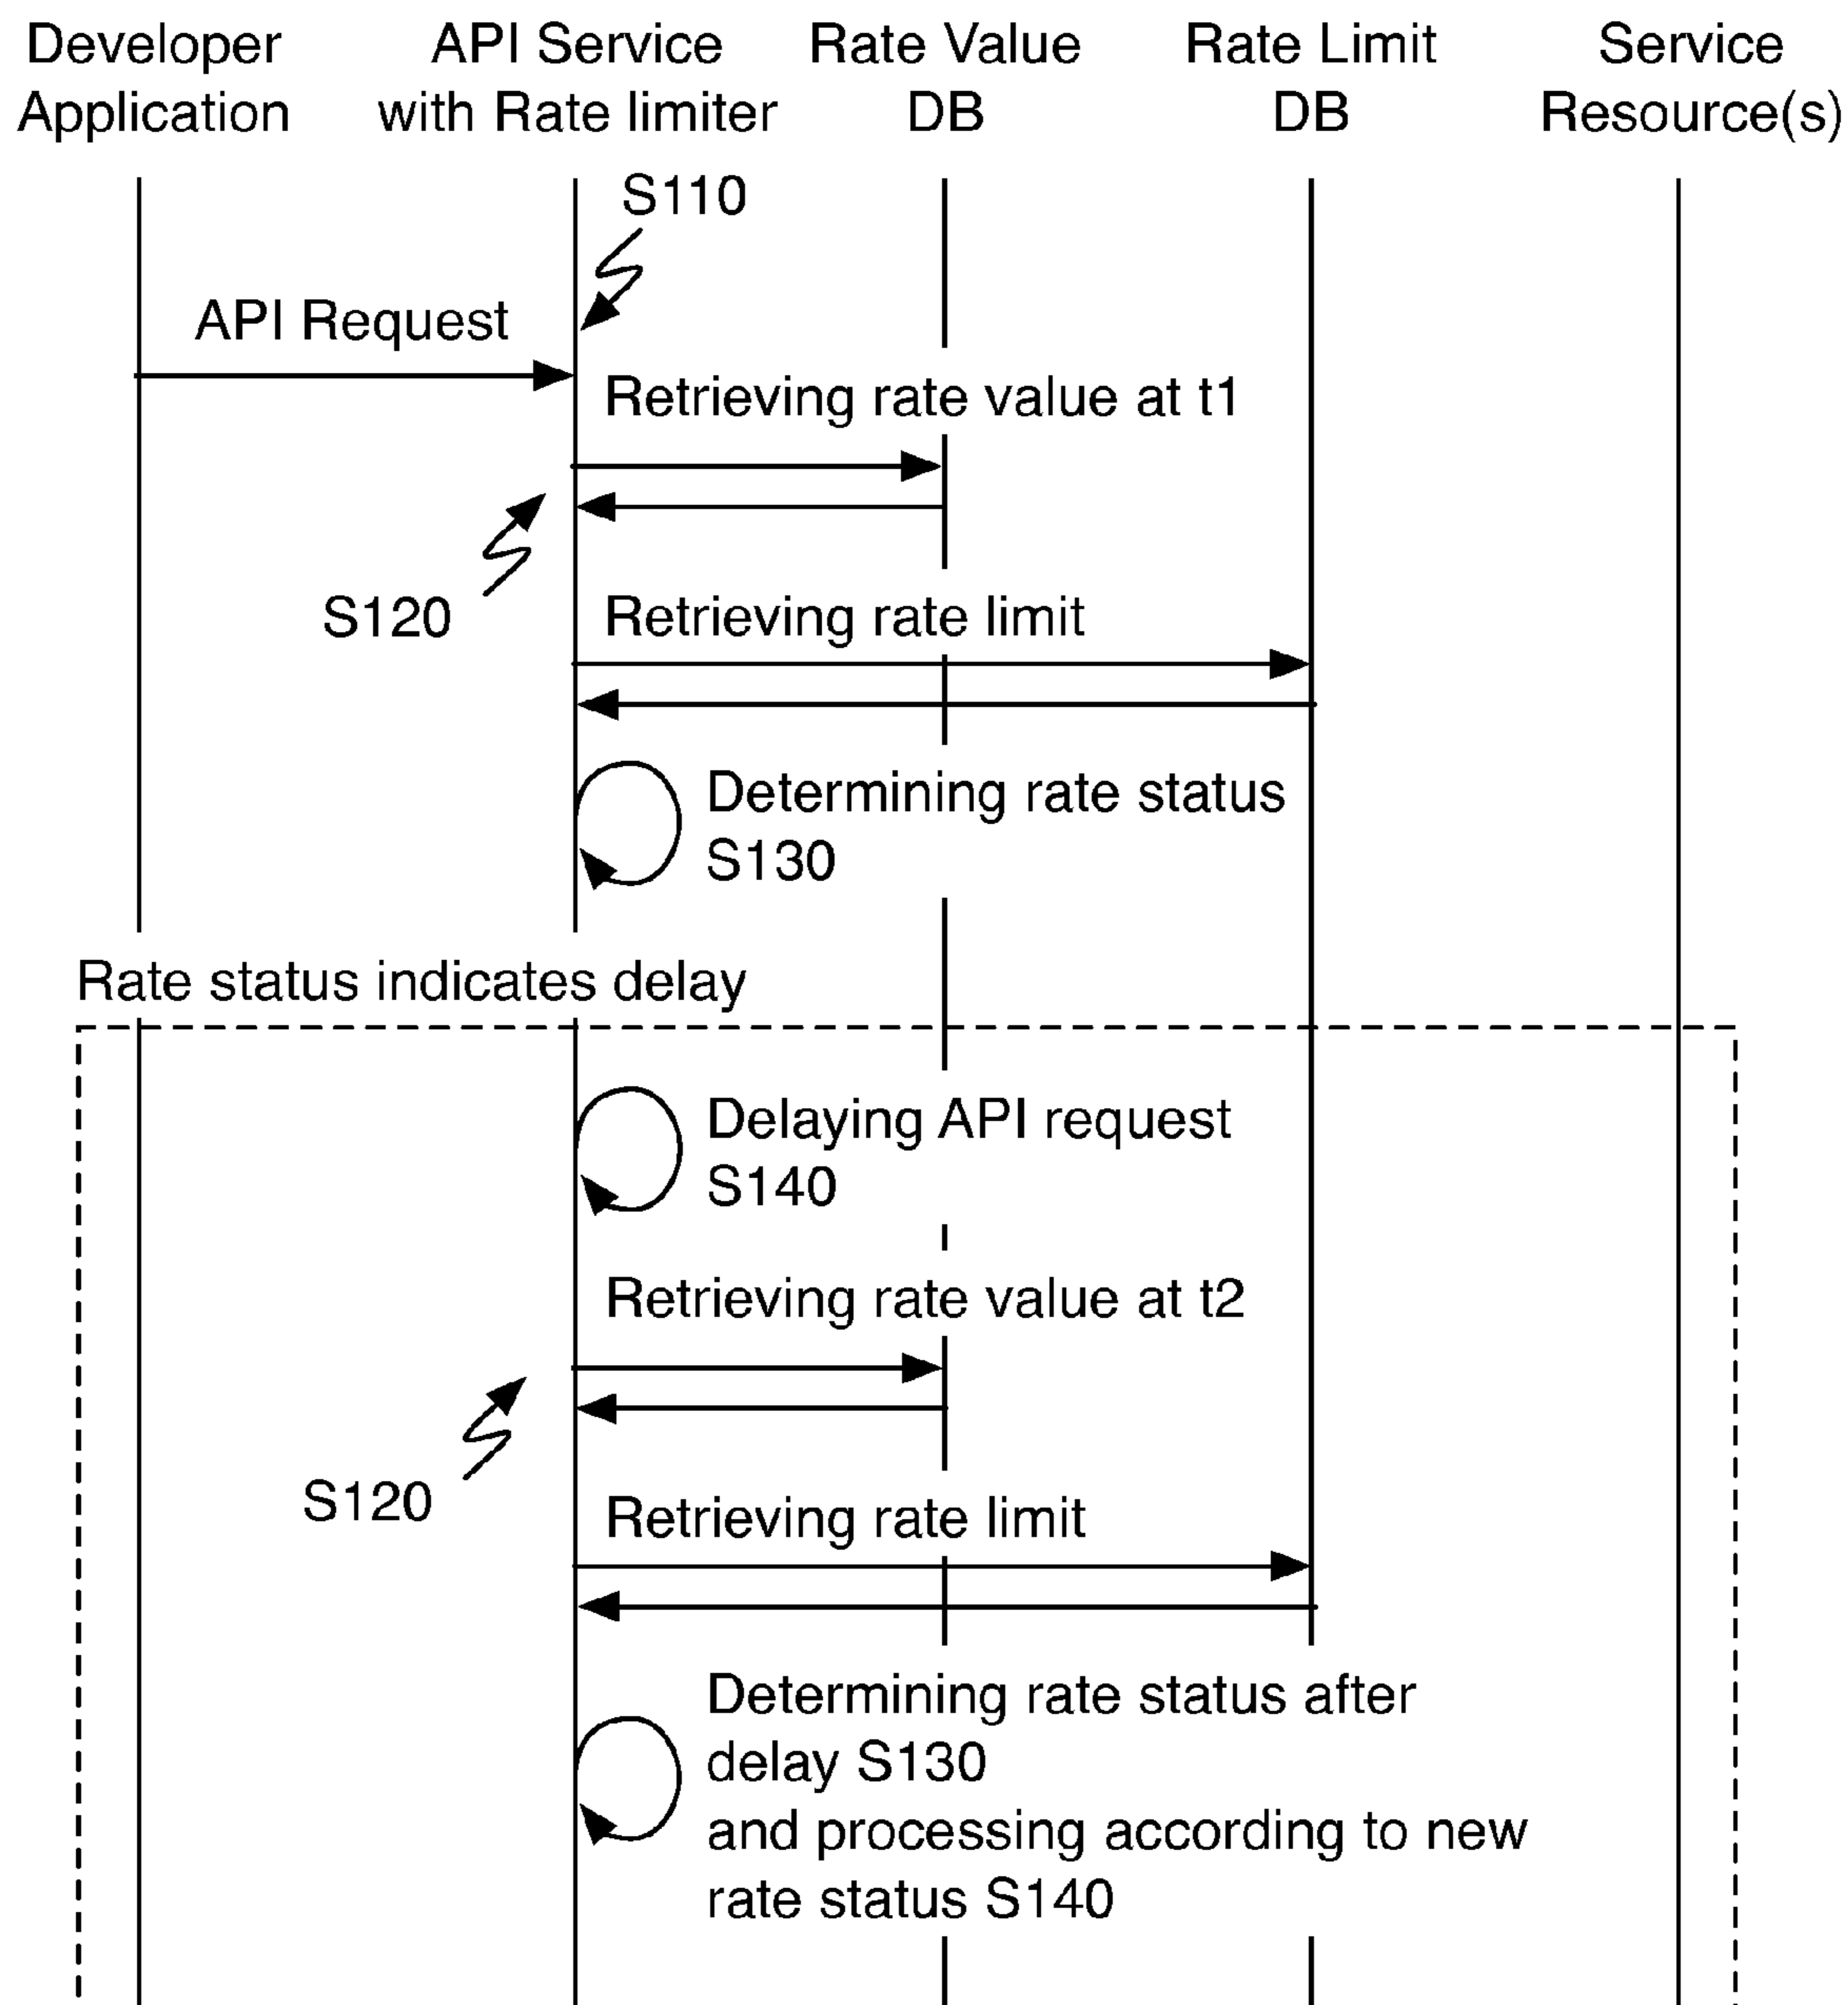 Developer
Application
API Service
with Rate limiter
Rate Value
DB
Rate Limit
DB
Service
Resource(s)
S110
API Request
Retrieving rate value at t1
S120
Retrieving rate limit
Determining rate status
S130
Rate status indicates delay
Delaying API request
S140
Retrieving rate value at t2
S120
Retrieving rate limit
Determining rate status after
delay S130
and processing according to new
rate status S140